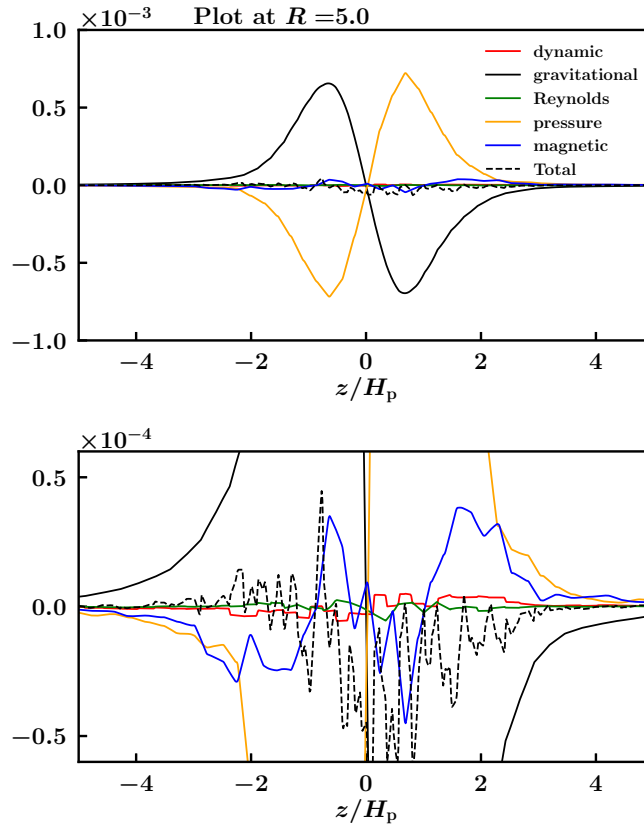 ×10⁻³ Plot at R =5.0
1.0
0.5
0.0
−0.5
−1.0
dynamic
gravitational
Reynolds
pressure
magnetic
Total
−4 −2 0 2 4
z/Hp
×10⁻⁴
0.5
0.0
−0.5
−4 −2 0 2 4
z/Hp